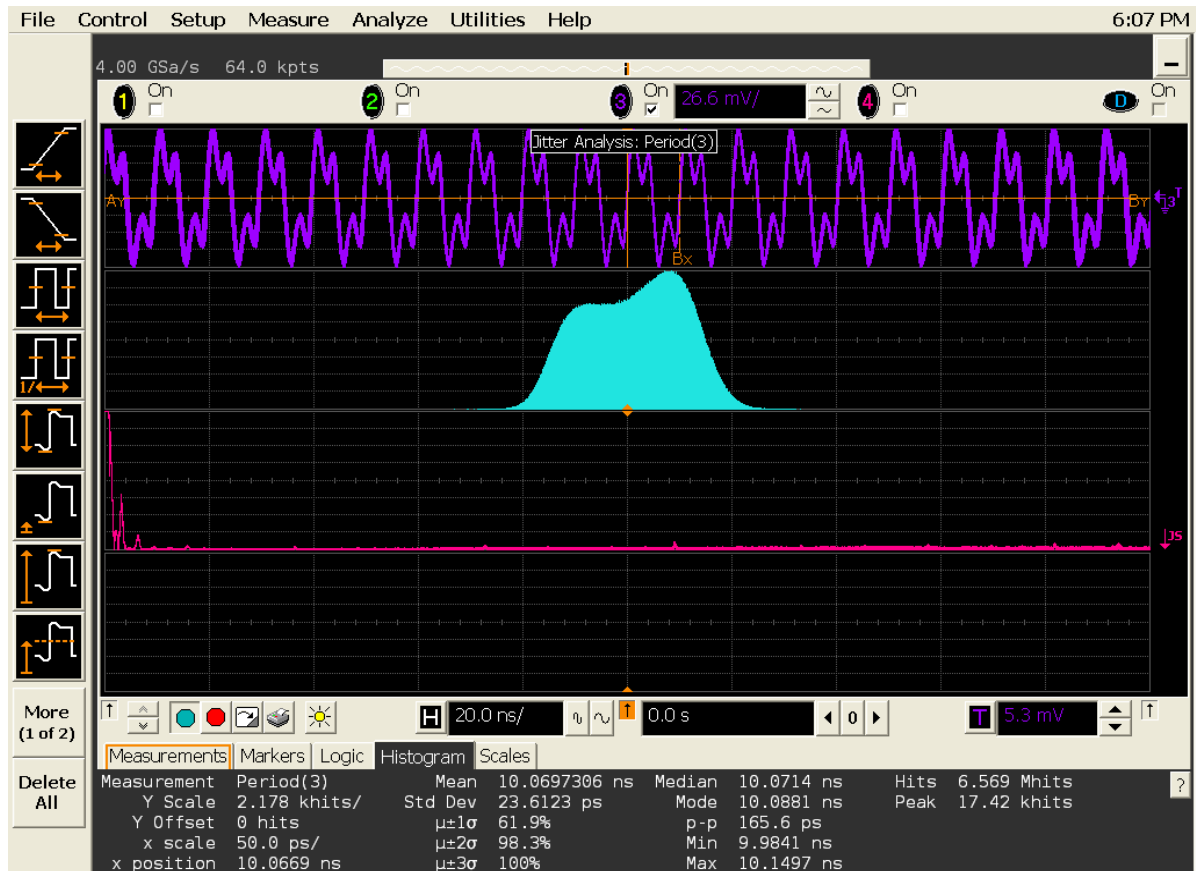 File Control Setup Measure Analyze Utilities Help 6:07 PM
4.00 GSa/s 64.0 kpts
1 On 2 On 3 On 26.6 mV/ 4 On D On
Jitter Analysis: Period(3)
Ay By
Bx
3 T
1/
JS
More
(1 of 2)
Delete
All
H 20.0 ns/ 0.0 s 0 T 5.3 mV
Measurements Markers Logic Histogram Scales
Measurement Period(3) Mean 10.0697306 ns Median 10.0714 ns Hits 6.569 Mhits ?
Y Scale 2.178 khits/ Std Dev 23.6123 ps Mode 10.0881 ns Peak 17.42 khits
Y Offset 0 hits μ±1σ 61.9% p-p 165.6 ps
x scale 50.0 ps/ μ±2σ 98.3% Min 9.9841 ns
x position 10.0669 ns μ±3σ 100% Max 10.1497 ns